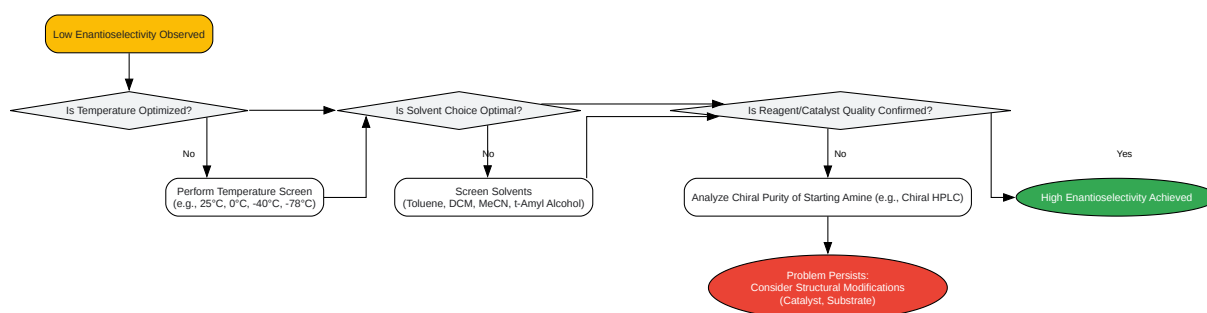 Low Enantioselectivity Observed
Is Temperature Optimized?
Is Solvent Choice Optimal?
Is Reagent/Catalyst Quality Confirmed?
No
No
No
Yes
Perform Temperature Screen
(e.g., 25°C, 0°C, -40°C, -78°C)
Screen Solvents
(Toluene, DCM, MeCN, t-Amyl Alcohol)
Analyze Chiral Purity of Starting Amine (e.g., Chiral HPLC)
High Enantioselectivity Achieved
Problem Persists:
Consider Structural Modifications
(Catalyst, Substrate)